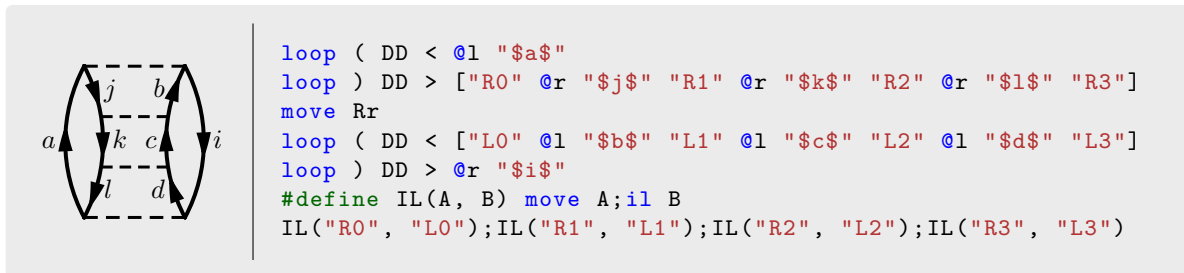 j b
a k c i
l d
loop ( DD < @l "$a$"
loop ) DD > ["R0" @r "$j$" "R1" @r "$k$" "R2" @r "$l$" "R3"]
move Rr
loop ( DD < ["L0" @l "$b$" "L1" @l "$c$" "L2" @l "$d$" "L3"]
loop ) DD > @r "$i$"
#define IL(A, B) move A;il B
IL("R0", "L0");IL("R1", "L1");IL("R2", "L2");IL("R3", "L3")